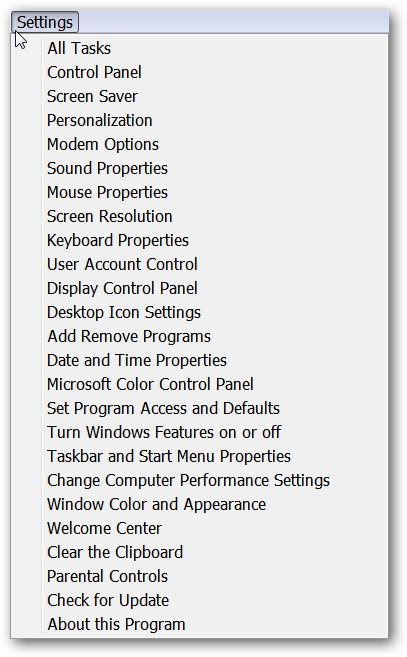 Settings
All Tasks
Control Panel
Screen Saver
Personalization
Modem Options
Sound Properties
Mouse Properties
Screen Resolution
Keyboard Properties
User Account Control
Display Control Panel
Desktop Icon Settings
Add Remove Programs
Date and Time Properties
Microsoft Color Control Panel
Set Program Access and Defaults
Turn Windows Features on or off
Taskbar and Start Menu Properties
Change Computer Performance Settings
Window Color and Appearance
Welcome Center
Clear the Clipboard
Parental Controls
Check for Update
About this Program